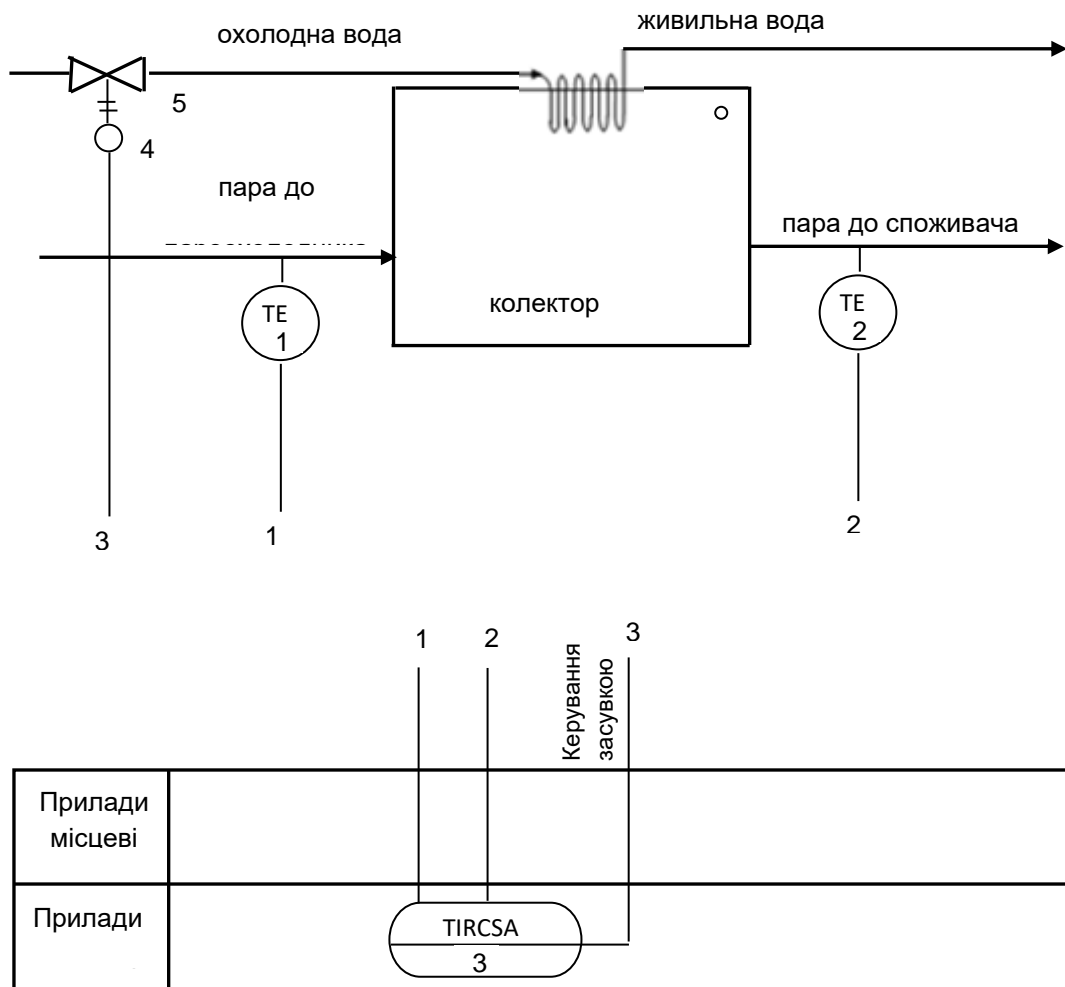 живильна вода
охолодна вода
5
4
пара до
пара до споживача
колектор
TE
1
TE
2
3
1
2
1
2
3
Керування
засувкою
Прилади
місцеві
Прилади
TIRCSA
3